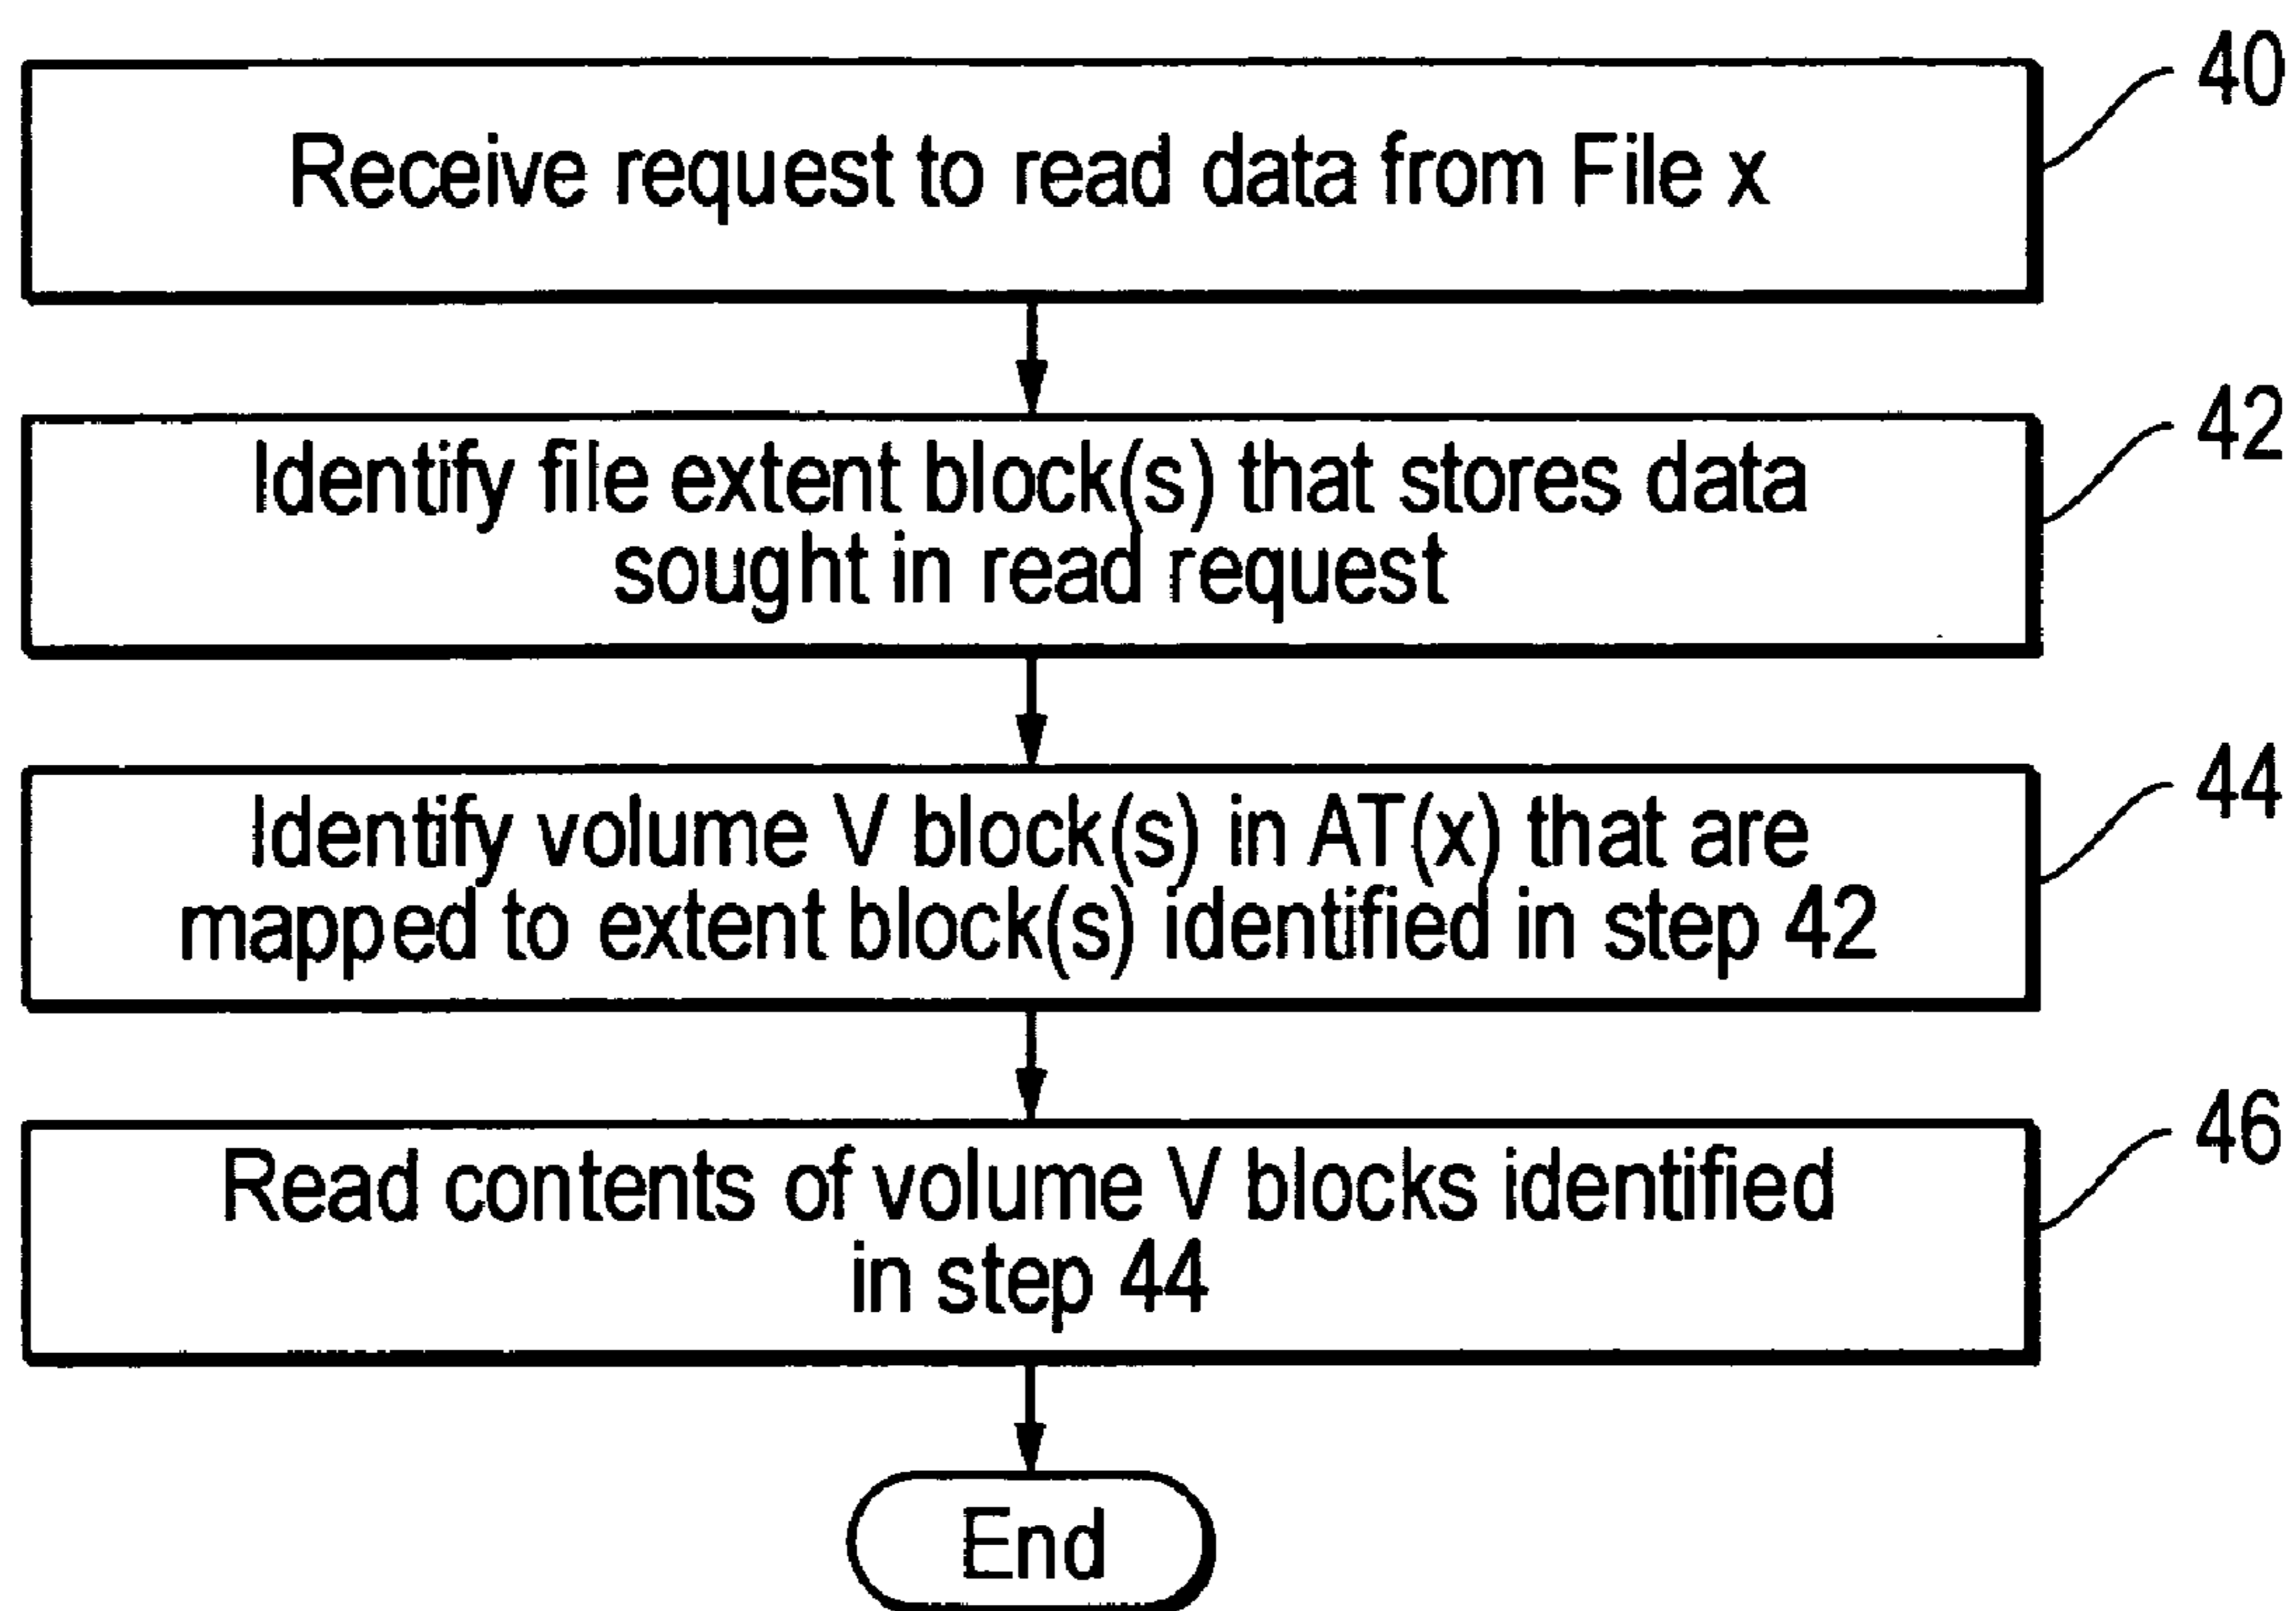 40
Receive request to read data from File x
42
Identify file extent block(s) that stores data
sought in read request
44
Identify volume V block(s) in AT(x) that are
mapped to extent block(s) identified in step 42
46
Read contents of volume V blocks identified
in step 44
End